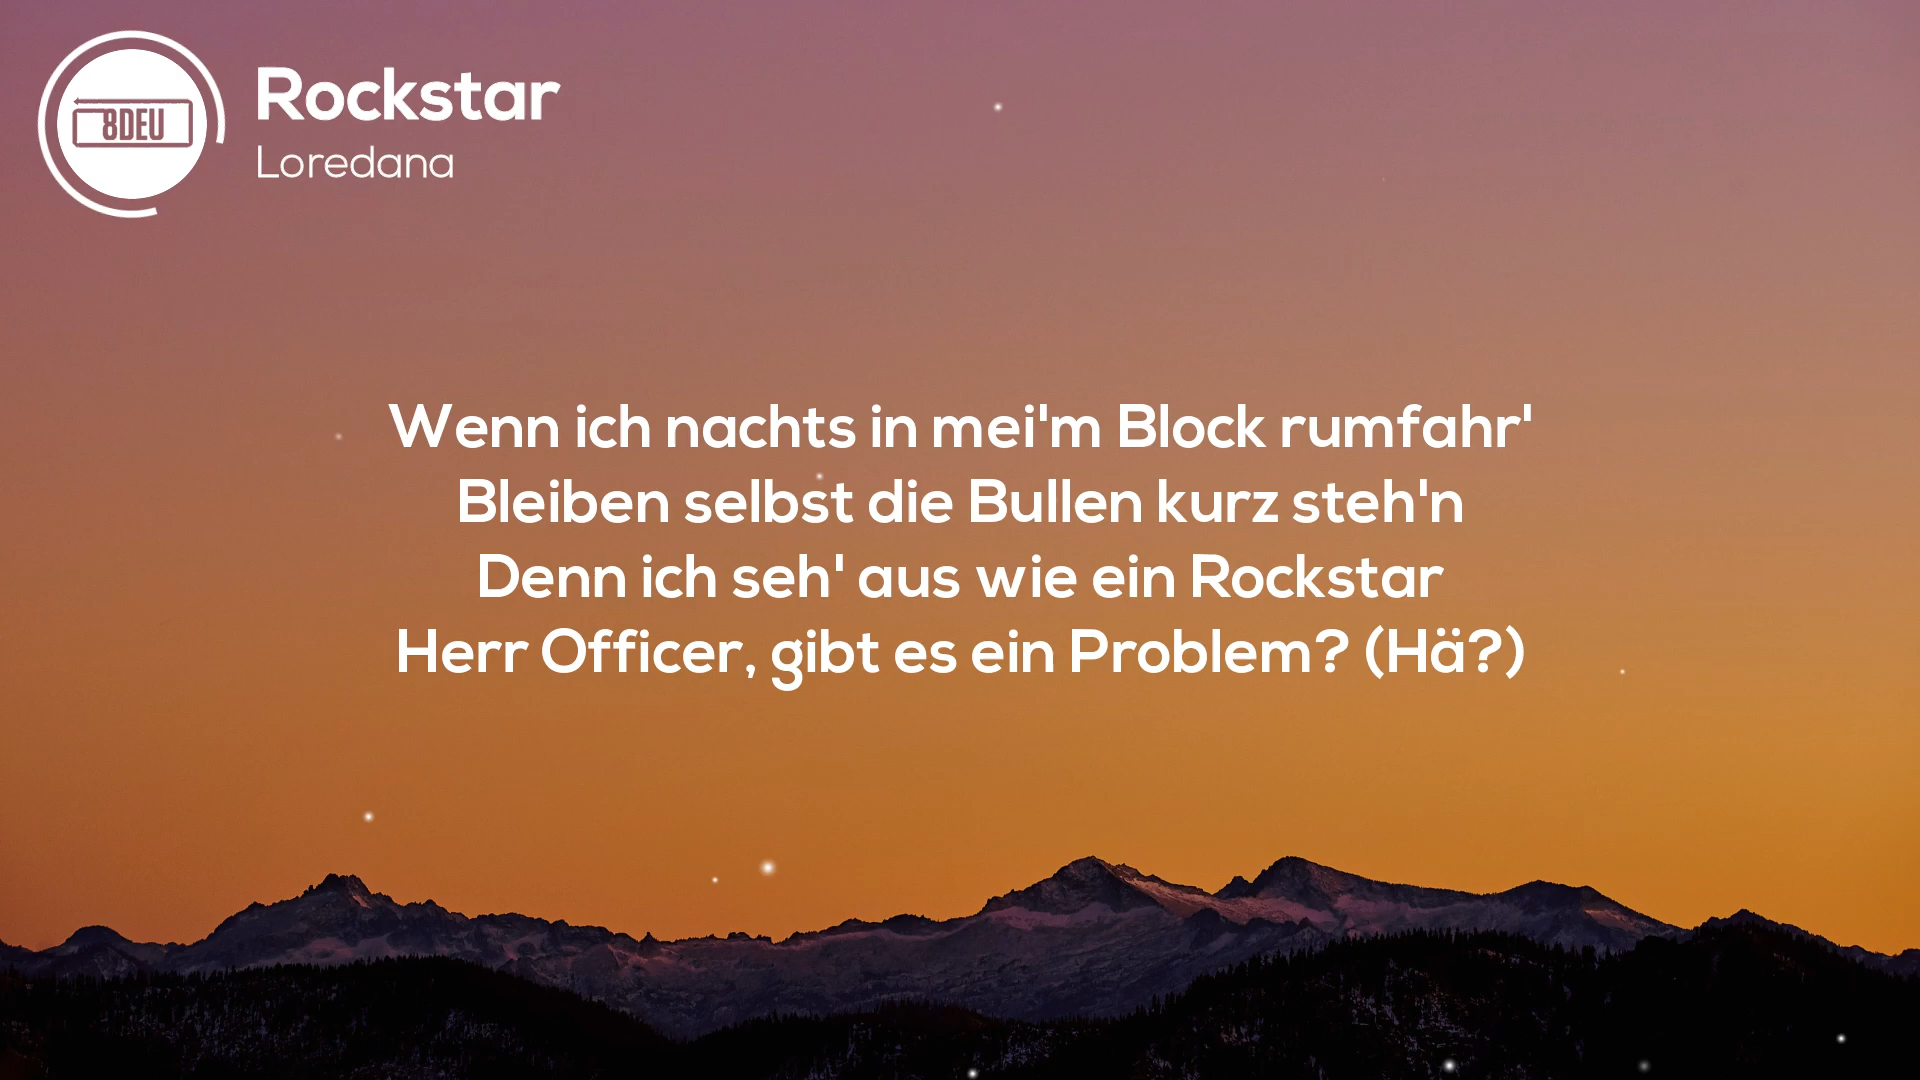 8DEU
Rockstar
Loredana
Wenn ich nachts in mei'm Block rumfahr'
Bleiben selbst die Bullen kurz steh'n
Denn ich seh' aus wie ein Rockstar
Herr Officer, gibt es ein Problem? (Hä?)